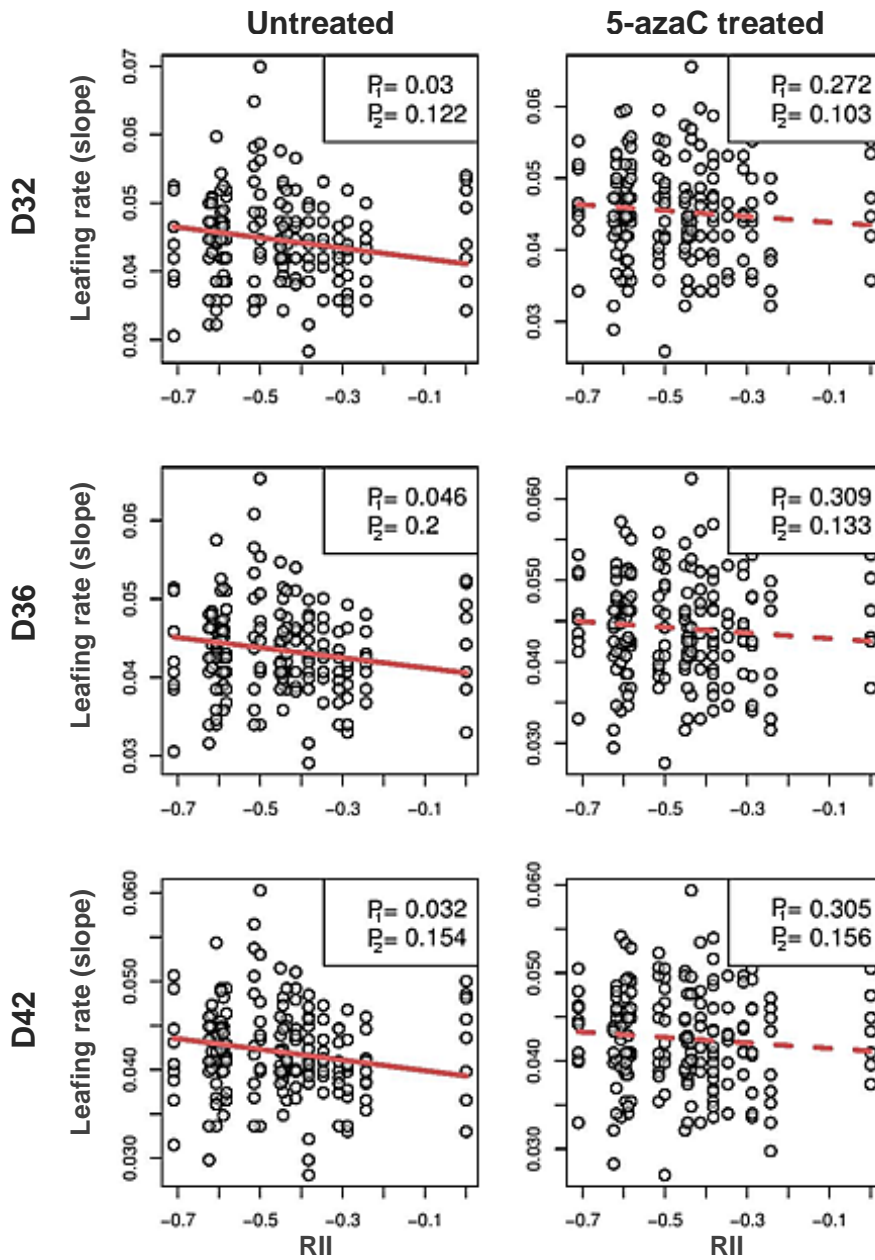 Untreated
5-azaC treated
D32
Leafing rate (slope)
0.07
0.06
0.05
0.04
0.03
P1= 0.03
P2= 0.122
−0.7
−0.5
−0.3
−0.1
0.06
0.05
0.04
0.03
P1= 0.272
P2= 0.103
−0.7
−0.5
−0.3
−0.1
D36
Leafing rate (slope)
0.06
0.05
0.04
0.03
P1= 0.046
P2= 0.2
−0.7
−0.5
−0.3
−0.1
0.060
0.050
0.040
0.030
P1= 0.309
P2= 0.133
−0.7
−0.5
−0.3
−0.1
D42
Leafing rate (slope)
0.060
0.050
0.040
0.030
P1= 0.032
P2= 0.154
−0.7
−0.5
−0.3
−0.1
RII
0.060
0.050
0.040
0.030
P1= 0.305
P2= 0.156
−0.7
−0.5
−0.3
−0.1
RII